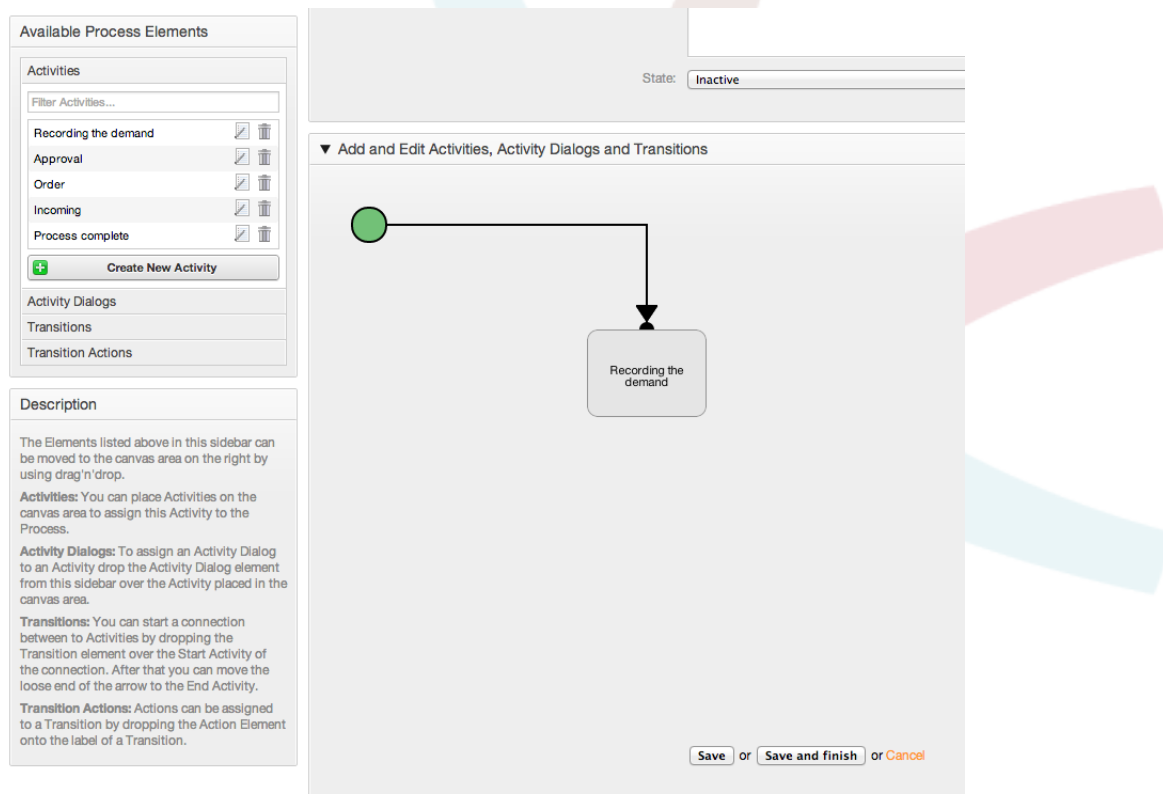 Available Process Elements
Activities
Filter Activities...
Recording the demand
Approval
Order
Incoming
Process complete
Create New Activity
Activity Dialogs
Transitions
Transition Actions
Description
The Elements listed above in this sidebar can
be moved to the canvas area on the right by
using drag'n'drop.
Activities: You can place Activities on the
canvas area to assign this Activity to the
Process.
Activity Dialogs: To assign an Activity Dialog
to an Activity drop the Activity Dialog element
from this sidebar over the Activity placed in the
canvas area.
Transitions: You can start a connection
between to Activities by dropping the
Transition element over the Start Activity of
the connection. After that you can move the
loose end of the arrow to the End Activity.
Transition Actions: Actions can be assigned
to a Transition by dropping the Action Element
onto the label of a Transition.
State: Inactive
▼ Add and Edit Activities, Activity Dialogs and Transitions
Recording the
demand
Save or Save and finish or Cancel